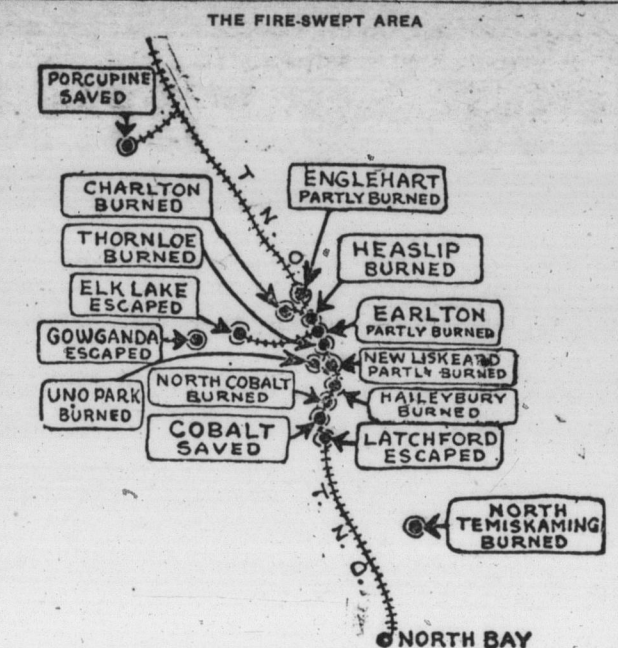 THE FIRE-SWEPT AREA
PORCUPINE
SAVED
T. N. O.
CHARLTON
BURNED
ENGLEHART
PARTLY BURNED
THORNLOE
BURNED
HEASLIP
BURNED
ELK LAKE
ESCAPED
EARLTON
PARTLY BURNED
GOWGANDA
ESCAPED
NEW LISKEARD
PARTLY BURNED
UNO PARK
BURNED
NORTH COBALT
BURNED
HAILEYBURY
BURNED
COBALT
SAVED
LATCHFORD
ESCAPED
T. N. O.
NORTH
TEMISKAMING
BURNED
NORTH BAY